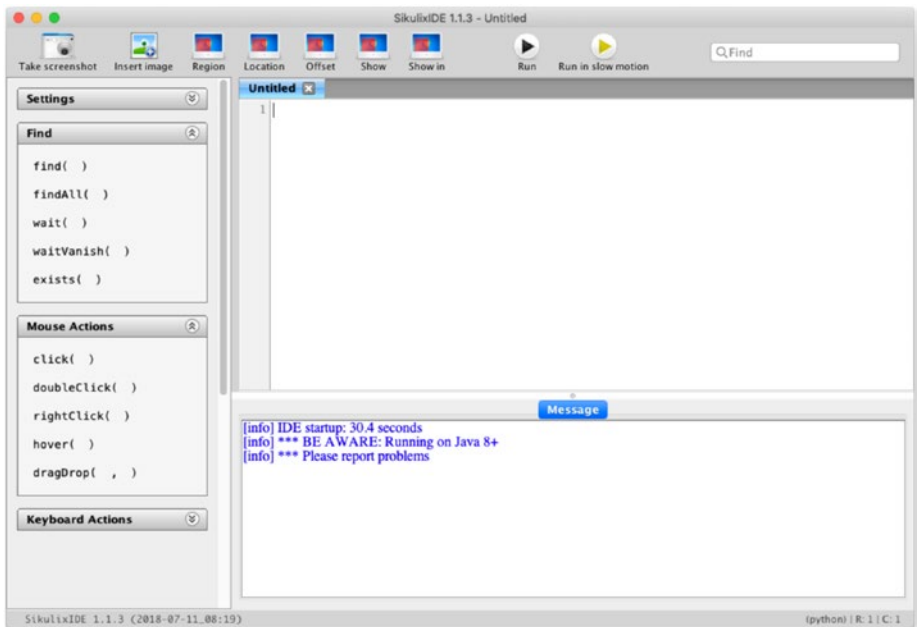 SikulixIDE 1.1.3 - Untitled
Take screenshot Insert image Region Location Offset Show Show in Run Run in slow motion Find
Settings
Find
find( )
findAll( )
wait( )
waitVanish( )
exists( )
Mouse Actions
click( )
doubleClick( )
rightClick( )
hover( )
dragDrop( , )
Keyboard Actions
Untitled
1
Message
[info] IDE startup: 30.4 seconds
[info] *** BE AWARE: Running on Java 8+
[info] *** Please report problems
SikulixIDE 1.1.3 (2018-07-11_08:19)
(python) | R: 1 | C: 1